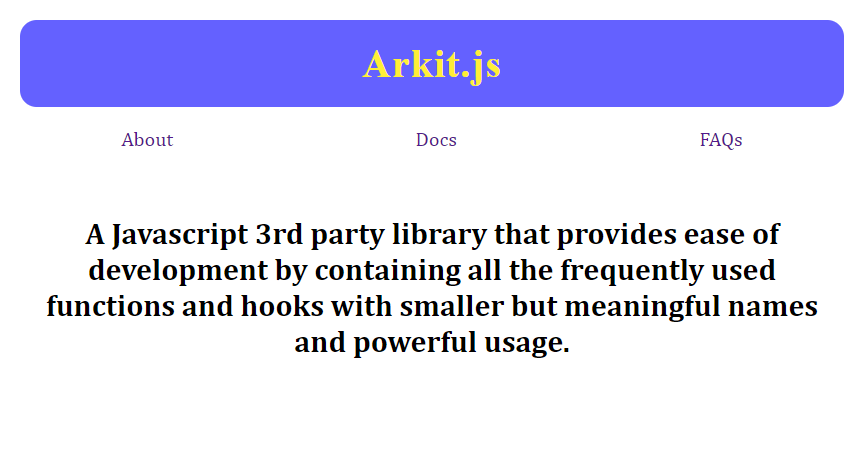 Arkit.js
About Docs FAQs
A Javascript 3rd party library that provides ease of
development by containing all the frequently used
functions and hooks with smaller but meaningful names
and powerful usage.